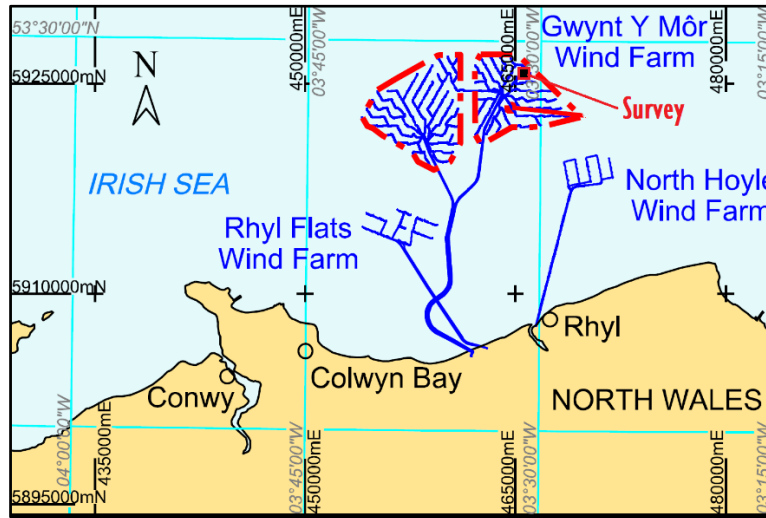 53°30'00"N
450000mE
03°45'00"W
Gwynt Y Môr
Wind Farm
465000mE
03°30'00"W
480000mE
03°15'00"W
5925000mN
N
Survey
IRISH SEA
North Hoyle
Wind Farm
Rhyl Flats
Wind Farm
5910000mN
Rhyl
Colwyn Bay
Conwy
NORTH WALES
04°00'00"W
435000mE
03°45'00"W
450000mE
465000mE
03°30'00"W
480000mE
03°15'00"W
5895000mN